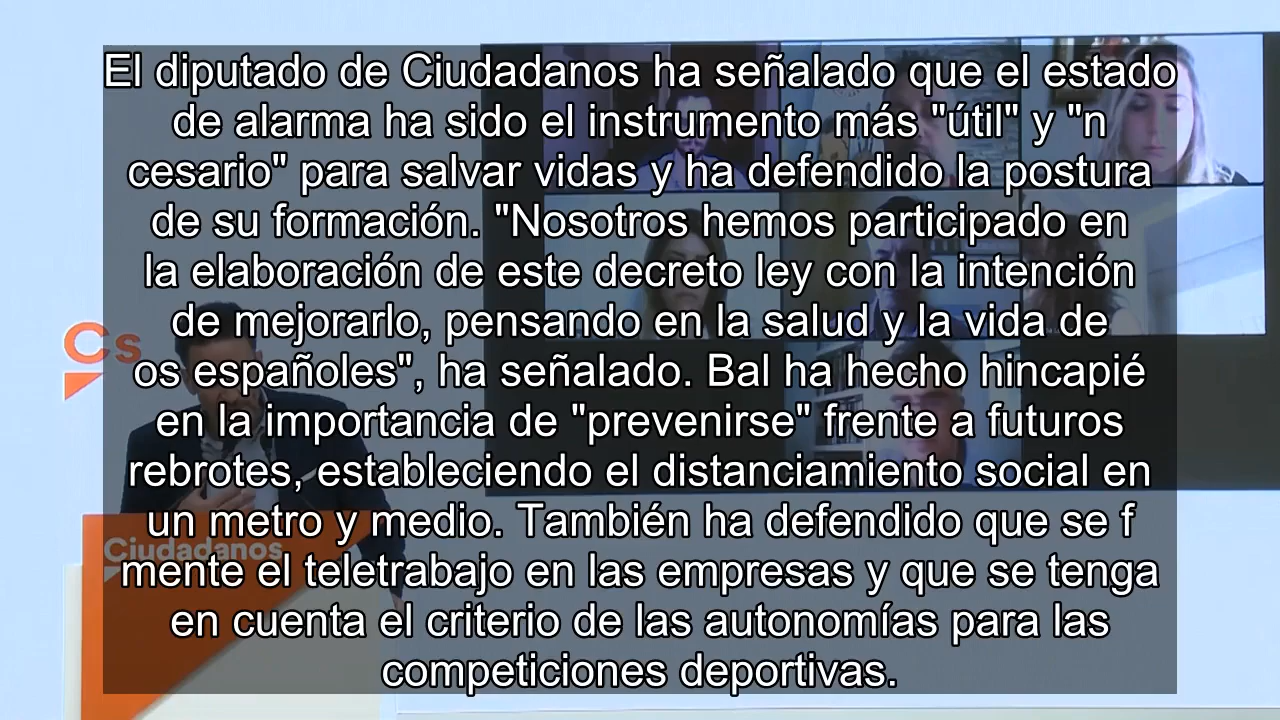 El diputado de Ciudadanos ha señalado que el estado
de alarma ha sido el instrumento más "útil" y "n
cesario" para salvar vidas y ha defendido la postura
de su formación. "Nosotros hemos participado en
la elaboración de este decreto ley con la intención
de mejorarlo, pensando en la salud y la vida de
os españoles", ha señalado. Bal ha hecho hincapié
en la importancia de "prevenirse" frente a futuros
rebrotes, estableciendo el distanciamiento social en
un metro y medio. También ha defendido que se f
mente el teletrabajo en las empresas y que se tenga
en cuenta el criterio de las autonomías para las
competiciones deportivas.
Cs
Ciudadanos